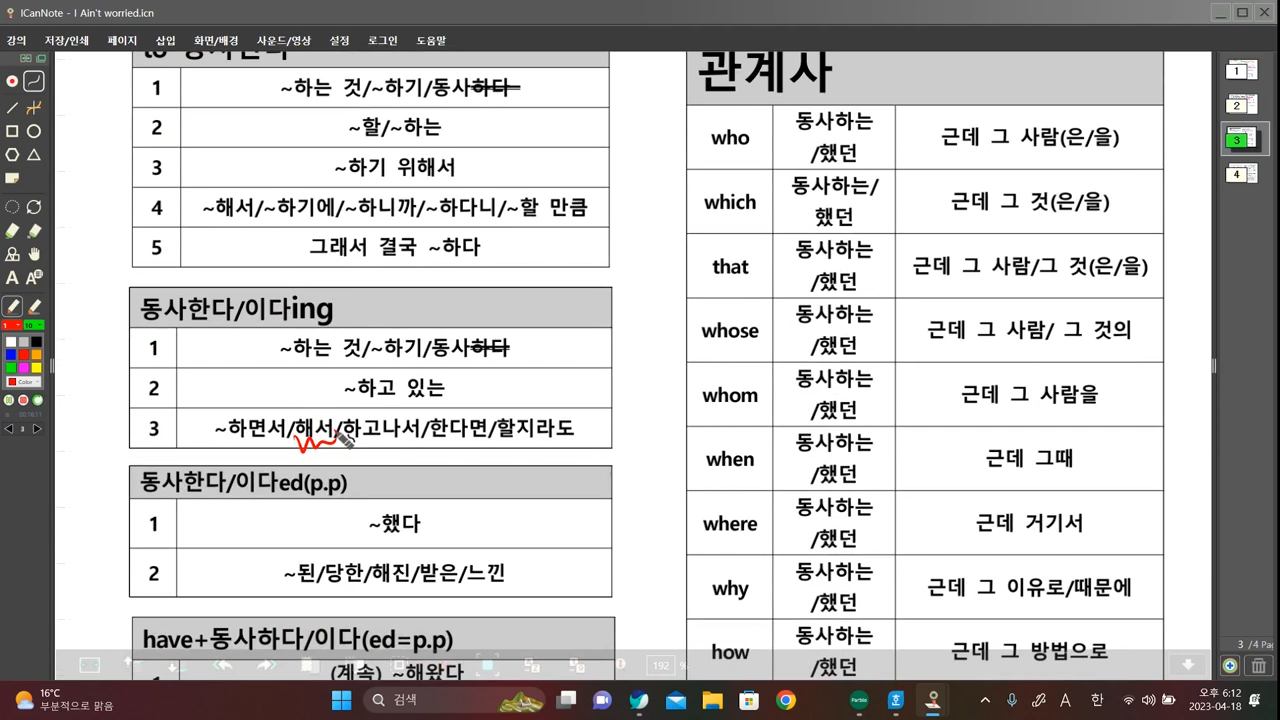 ICanNote - I Ain't worried.icn
강의 저장/인쇄 페이지 삽입 화면/배경 사운드/영상 설정 로그인 도움말
1 ~하는 것/~하기/동사하다
2 ~할/~하는
3 ~하기 위해서
4 ~해서/~하기에/~하니까/~하다니/~할 만큼
5 그래서 결국 ~하다
동사한다/이다ing
1 ~하는 것/~하기/동사하다
2 ~하고 있는
3 ~하면서/해서/하고나서/한다면/할지라도
동사한다/이다ed(p.p)
1 ~했다
2 ~된/당한/해진/받은/느낀
have+동사하다/이다(ed=p.p)
(계속) ~해왔다
관계사
who 동사하는/했던 근데 그 사람(은/을)
which 동사하는/했던 근데 그 것(은/을)
that 동사하는/했던 근데 그 사람/그 것(은/을)
whose 동사하는/했던 근데 그 사람/ 그 것의
whom 동사하는/했던 근데 그 사람을
when 동사하는/했던 근데 그때
where 동사하는/했던 근데 거기서
why 동사하는/했던 근데 그 이유로/때문에
how 동사하는/했던 근데 그 방법으로
1
2
3
4
Color
00:16:11
3
192 %
3 / 4 Pag
16°C
부분적으로 맑음
검색
A 한
오후 6:12
2023-04-18